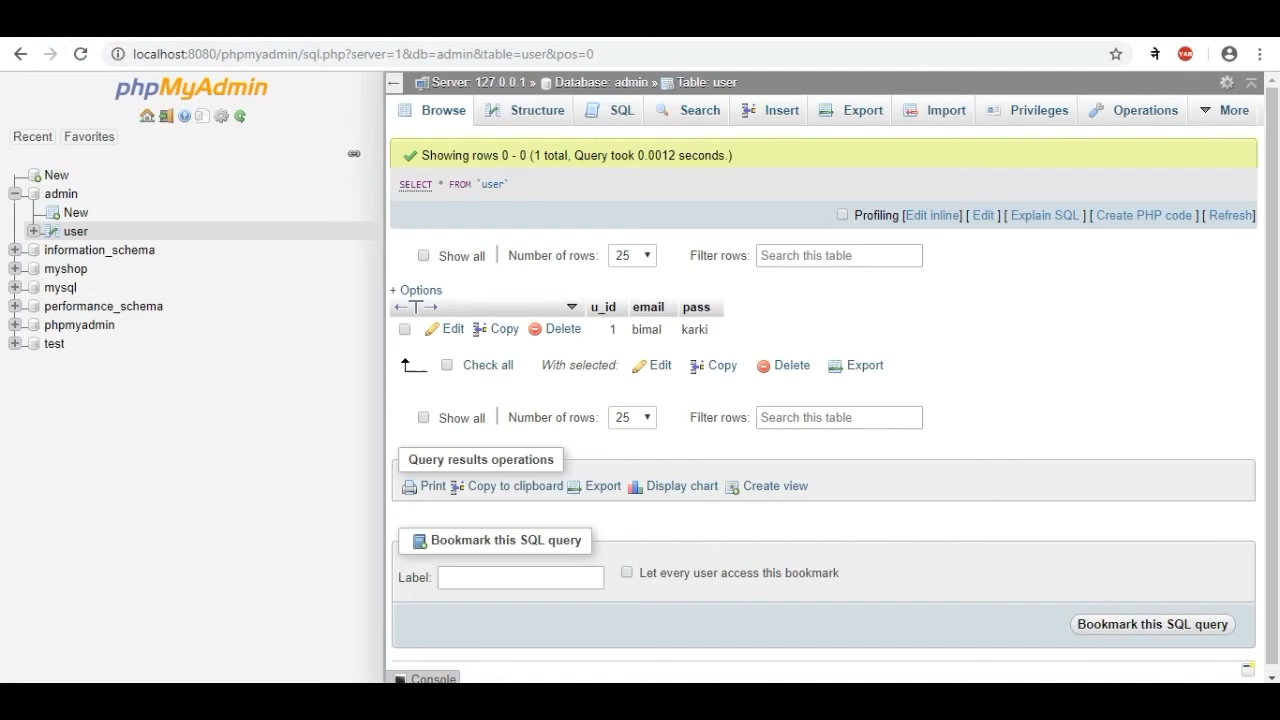 localhost:8080/phpmyadmin/sql.php?server=1&db=admin&table=user&pos=0
phpMyAdmin
Recent Favorites
New
admin
New
user
information_schema
myshop
mysql
performance_schema
phpmyadmin
test
Server: 127.0.0.1 » Database: admin » Table: user
Browse Structure SQL Search Insert Export Import Privileges Operations More
Showing rows 0 - 0 (1 total, Query took 0.0012 seconds.)
SELECT * FROM `user`
Profiling [Edit inline] [ Edit ] [ Explain SQL ] [ Create PHP code ] [ Refresh]
Show all Number of rows: 25 Filter rows: Search this table
+ Options
u_id email pass
Edit Copy Delete 1 bimal karki
Check all With selected: Edit Copy Delete Export
Show all Number of rows: 25 Filter rows: Search this table
Query results operations
Print Copy to clipboard Export Display chart Create view
Bookmark this SQL query
Label: Let every user access this bookmark
Bookmark this SQL query
Console